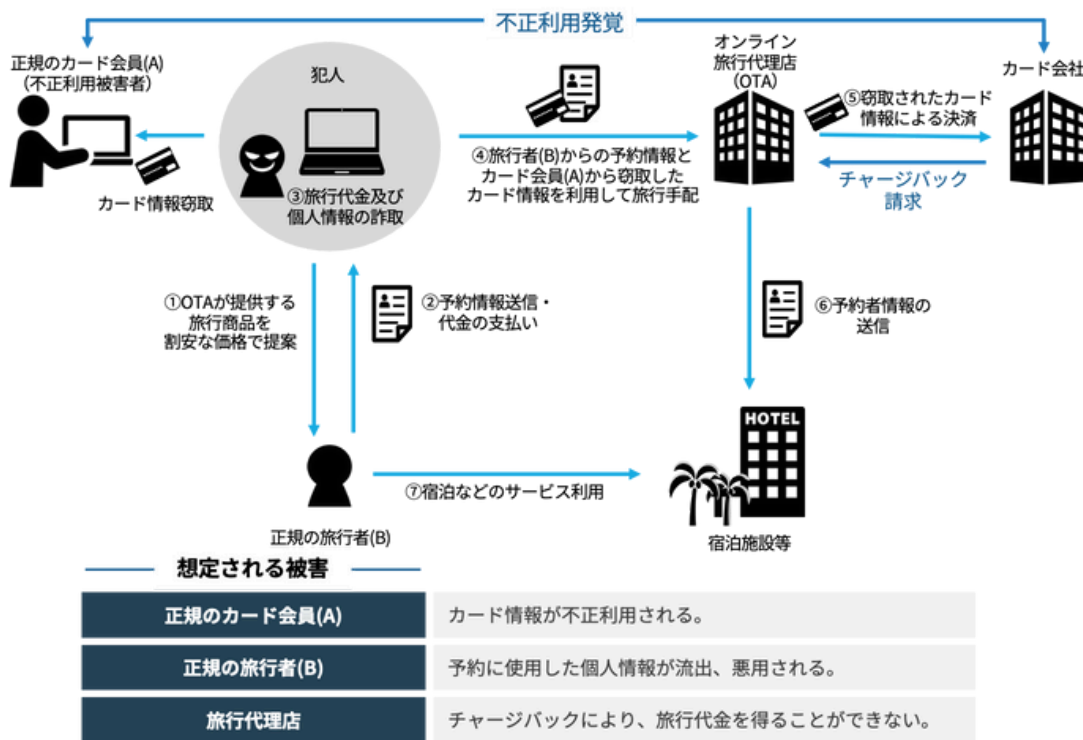 不正利用発覚
正規のカード会員(A)
（不正利用被害者）
犯人
オンライン
旅行代理店
（OTA）
カード会社
⑤窃取されたカード
情報による決済
カード情報窃取
③旅行代金及び
個人情報の詐取
④旅行者(B)からの予約情報と
カード会員(A)から窃取した
カード情報を利用して旅行手配
チャージバック
請求
①OTAが提供する
旅行商品を
割安な価格で提案
②予約情報送信・
代金の支払い
⑥予約者情報の
送信
HOTEL
⑦宿泊などのサービス利用
正規の旅行者(B)
宿泊施設等
想定される被害
正規のカード会員(A)
カード情報が不正利用される。
正規の旅行者(B)
予約に使用した個人情報が流出、悪用される。
旅行代理店
チャージバックにより、旅行代金を得ることができない。